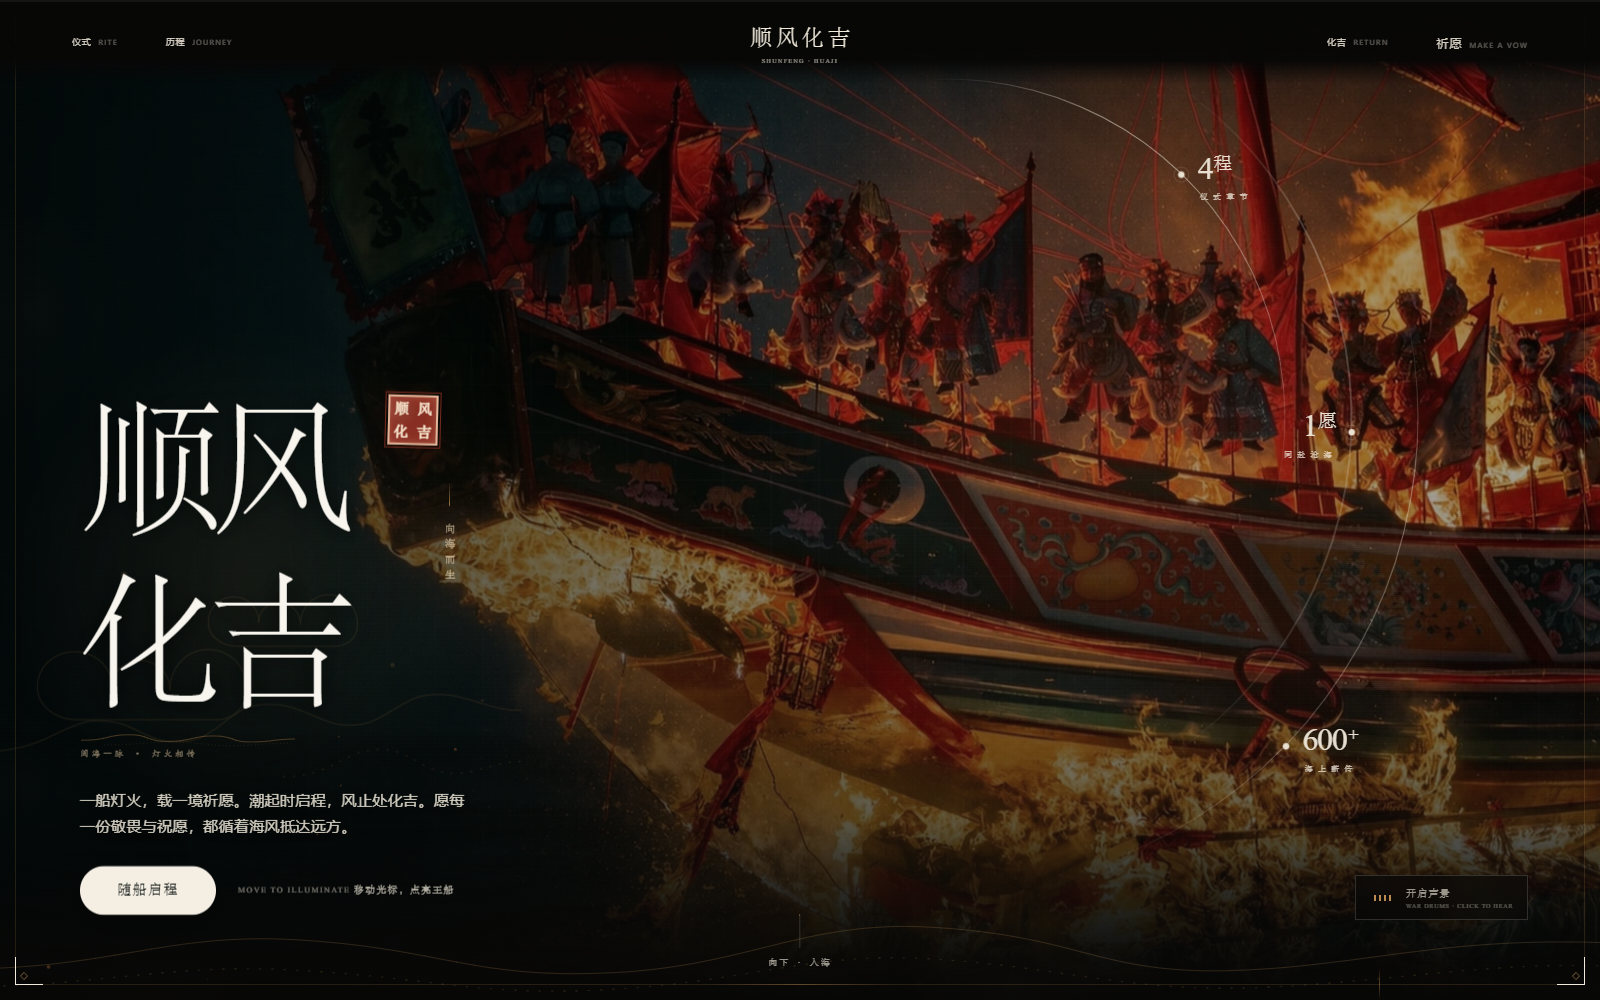 仪式 RITE
历程 JOURNEY
顺风化吉
SHUNFENG · HUAJI
化吉 RETURN
祈愿 MAKE A VOW
4程
仪式章节
1愿
同赴沧海
600+
海上薪传
顺风
化吉
顺风
化吉
向海而生
闽海一脉 • 灯火相传
一船灯火，载一境祈愿。潮起时启程，风止处化吉。愿每
一份敬畏与祝愿，都循着海风抵达远方。
随船启程
MOVE TO ILLUMINATE 移动光标，点亮王船
开启声景
WAR DRUMS · CLICK TO HEAR
向下 · 入海